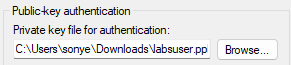 Public-key authentication
Private key file for authentication:
C:\Users\sonye\Downloads\labsuser.pp
Browse...